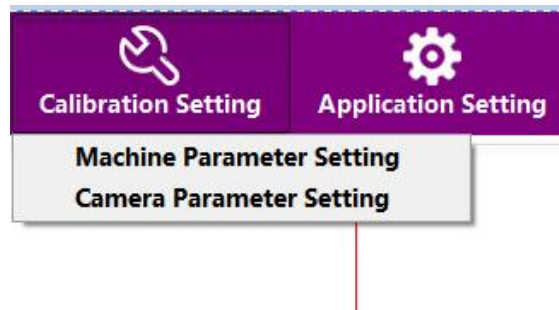 Calibration Setting
Application Setting
Machine Parameter Setting
Camera Parameter Setting